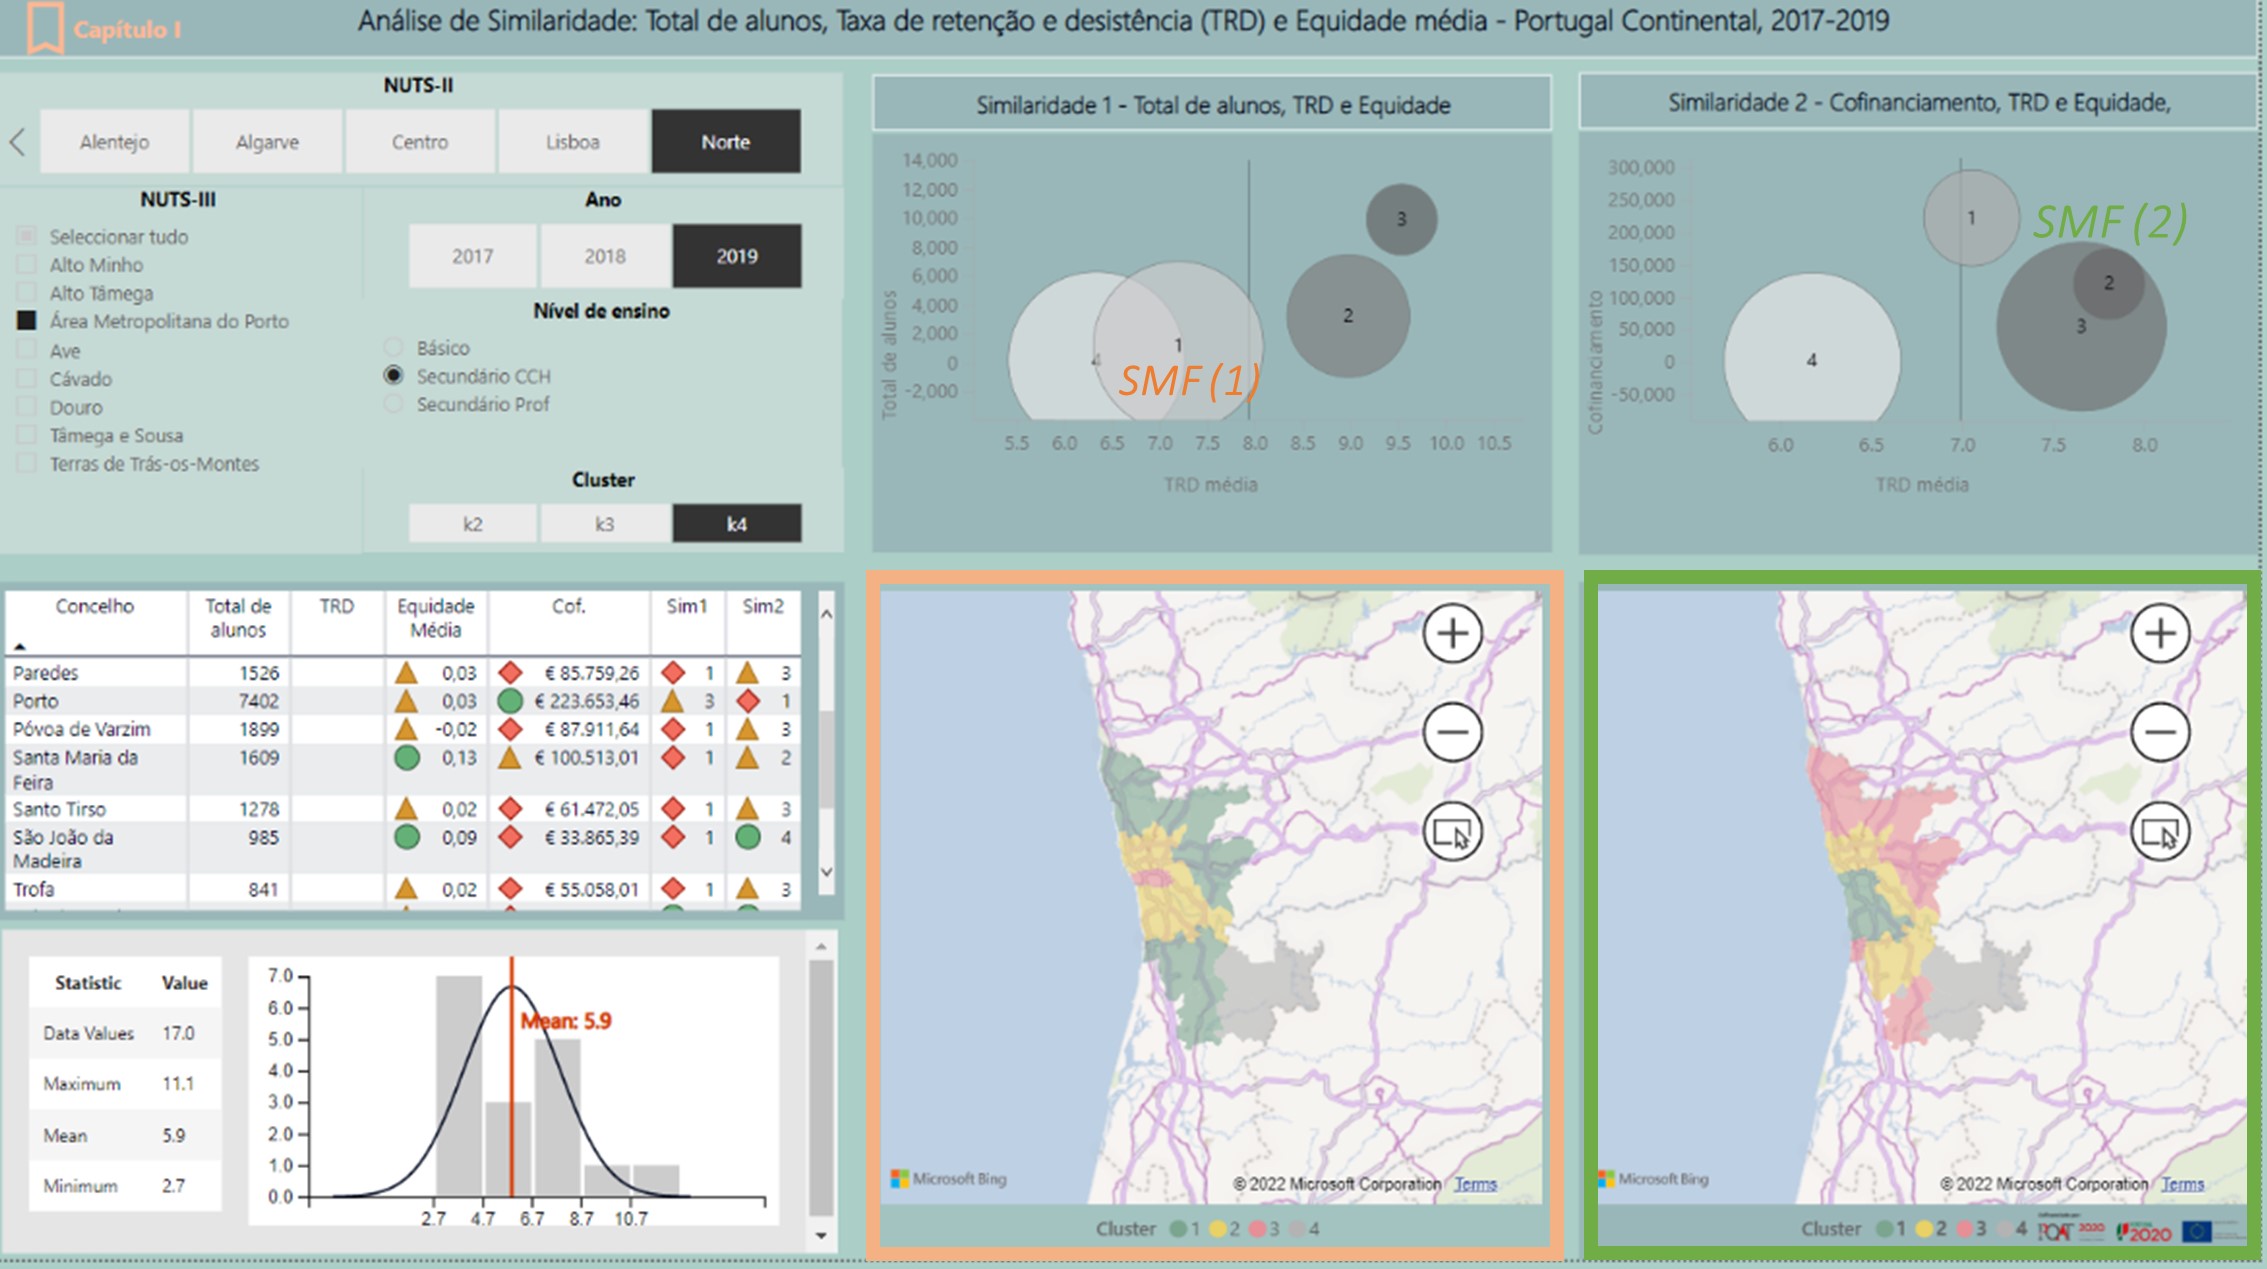 Capítulo I
Análise de Similaridade: Total de alunos, Taxa de retenção e desistência (TRD) e Equidade média - Portugal Continental, 2017-2019
NUTS-II
Alentejo
Algarve
Centro
Lisboa
Norte
NUTS-III
Seleccionar tudo
Alto Minho
Alto Tâmega
Área Metropolitana do Porto
Ave
Cávado
Douro
Tâmega e Sousa
Terras de Trás-os-Montes
Ano
2017
2018
2019
Nível de ensino
Básico
Secundário CCH
Secundário Prof
Cluster
k2
k3
k4
Similaridade 1 - Total de alunos, TRD e Equidade
Total de alunos
14,000
12,000
10,000
8,000
6,000
4,000
2,000
0
-2,000
3
2
1
4
SMF (1)
5.5 6.0 6.5 7.0 7.5 8.0 8.5 9.0 9.5 10.0 10.5
TRD média
Similaridade 2 - Cofinanciamento, TRD e Equidade,
Cofinanciamento
300,000
250,000
200,000
150,000
100,000
50,000
0
-50,000
1
SMF (2)
2
3
4
6.0 6.5 7.0 7.5 8.0
TRD média
Concelho Total de alunos TRD Equidade Média Cof. Sim1 Sim2
Paredes 1526 0,03 € 85.759,26 1 3
Porto 7402 0,03 € 223.653,46 3 1
Póvoa de Varzim 1899 -0,02 € 87.911,64 1 3
Santa Maria da Feira 1609 0,13 € 100.513,01 1 2
Santo Tirso 1278 0,02 € 61.472,05 1 3
São João da Madeira 985 0,09 € 33.865,39 1 4
Trofa 841 0,02 € 55.058,01 1 3
Statistic Value
Data Values 17.0
Maximum 11.1
Mean 5.9
Minimum 2.7
7.0
6.0
5.0
4.0
3.0
2.0
1.0
0.0
Mean: 5.9
2.7 4.7 6.7 8.7 10.7
Microsoft Bing
© 2022 Microsoft Corporation Terms
Cluster 1 2 3 4
Microsoft Bing
© 2022 Microsoft Corporation Terms
Cluster 1 2 3 4
2020
2020